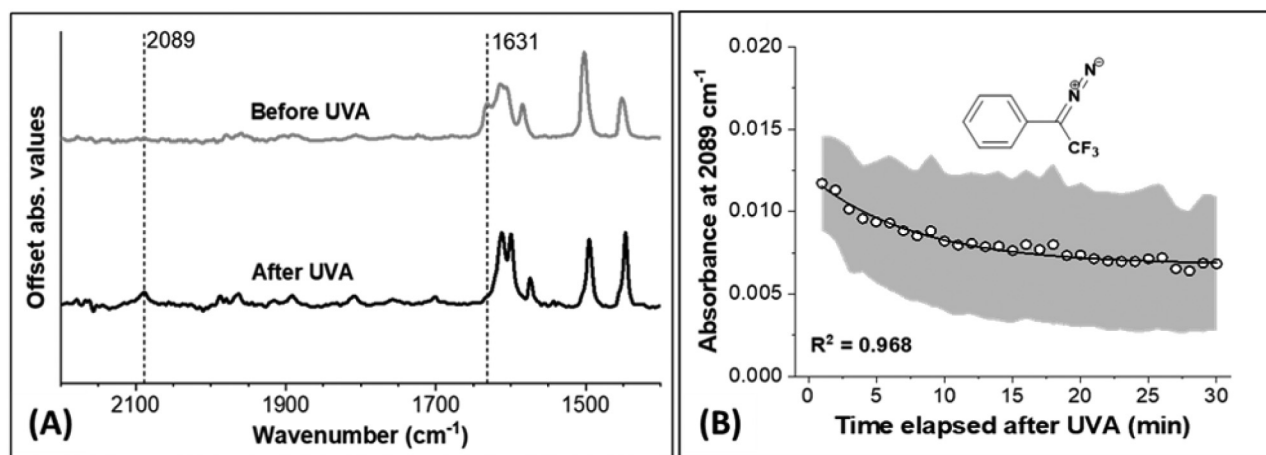 2089
1631
Before UVA
After UVA
Offset abs. values
2100
1900
1700
1500
Wavenumber (cm⁻¹)
(A)
0.020
0.015
0.010
0.005
0.000
Absorbance at 2089 cm⁻¹
N⁻
N⁺
CF₃
R² = 0.968
0
5
10
15
20
25
30
Time elapsed after UVA (min)
(B)